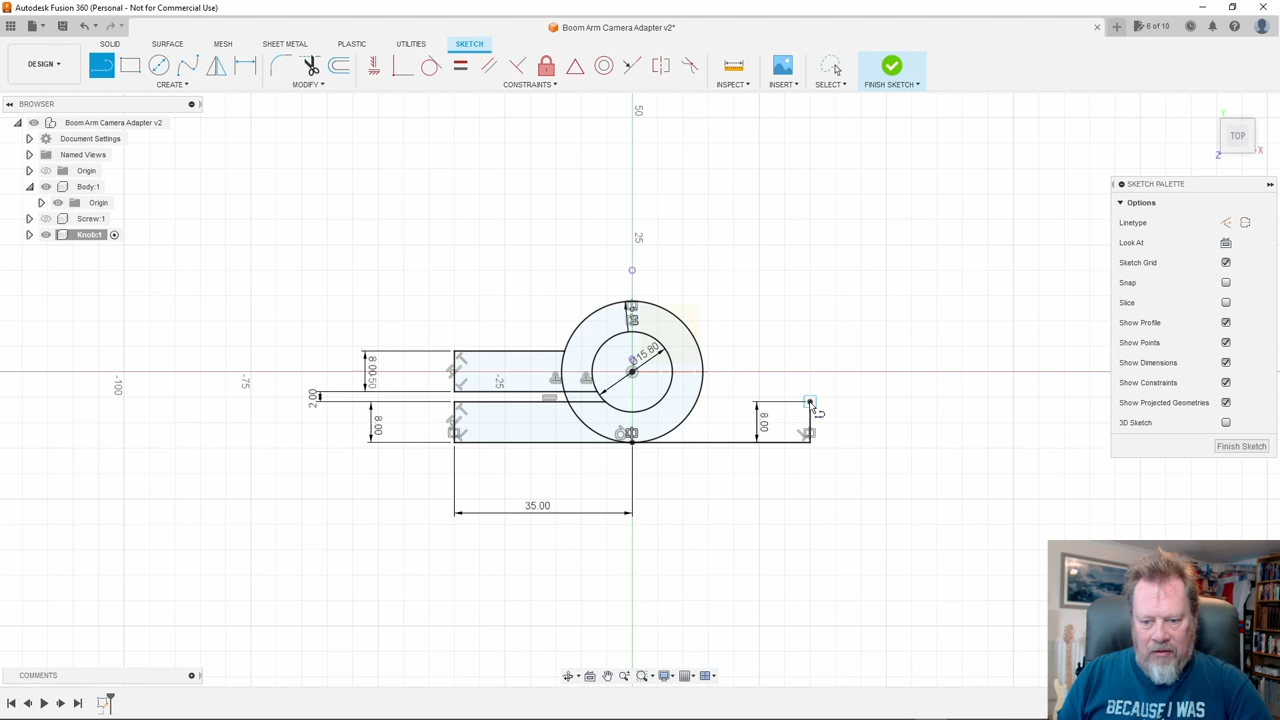 Autodesk Fusion 360 (Personal - Not for Commercial Use)
Boom Arm Camera Adapter v2*
6 of 10
SOLID
SURFACE
MESH
SHEET METAL
PLASTIC
UTILITIES
SKETCH
DESIGN
CREATE
MODIFY
CONSTRAINTS
INSPECT
INSERT
SELECT
FINISH SKETCH
BROWSER
Boom Arm Camera Adapter v2
Document Settings
Named Views
Origin
Body:1
Origin
Screw:1
Knob:1
50
25
-25
-75
-100
8.00
2.00
8.00
Ø15.80
8.00
35.00
TOP
Y
X
Z
SKETCH PALETTE
Options
Linetype
Look At
Sketch Grid
Snap
Slice
Show Profile
Show Points
Show Dimensions
Show Constraints
Show Projected Geometries
3D Sketch
Finish Sketch
COMMENTS
BECAUSE I WAS